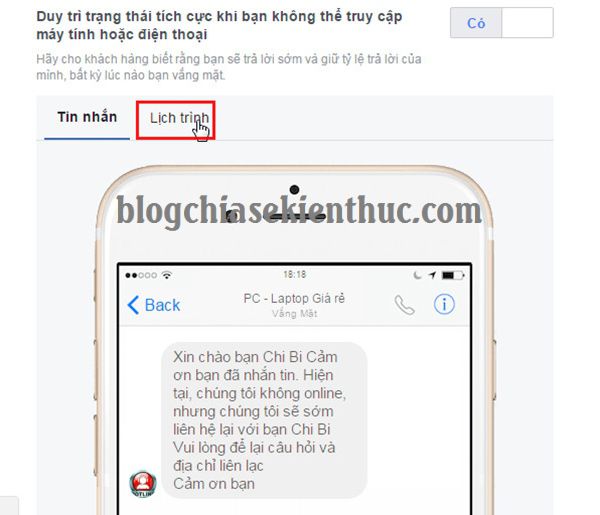 Duy trì trạng thái tích cực khi bạn không thể truy cập
máy tính hoặc điện thoại
Có
Hãy cho khách hàng biết rằng bạn sẽ trả lời sớm và giữ tỷ lệ trả lời của
mình, bất kỳ lúc nào bạn vắng mặt.
Tin nhắn
Lịch trình
blogchiasekienthuc.com
18:18
Back
PC - Laptop Giá rẻ
Vắng Mặt
Xin chào bạn Chi Bi Cảm
ơn bạn đã nhắn tin. Hiện
tại, chúng tôi không online,
nhưng chúng tôi sẽ sớm
liên hệ lại với bạn Chi Bi
Vui lòng để lại câu hỏi và
địa chỉ liên lạc
Cảm ơn bạn
HOTLINE